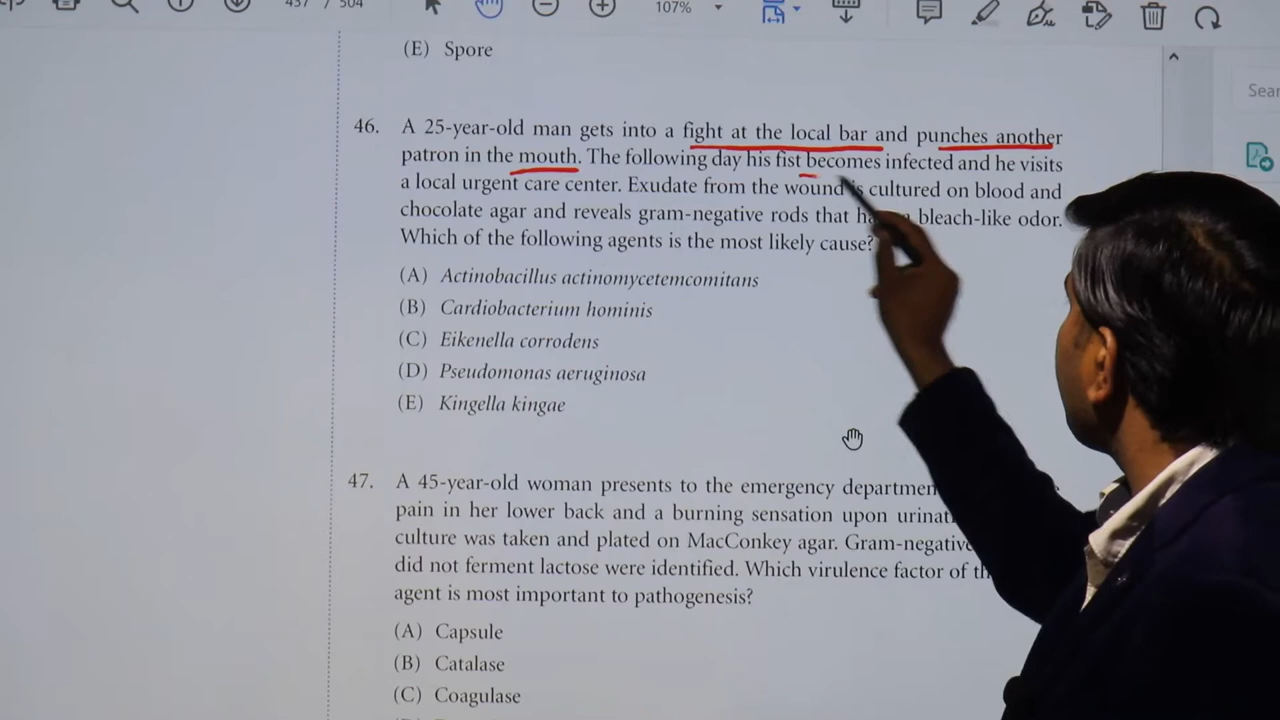 437 / 504
107%
(E) Spore
Sear
46. A 25-year-old man gets into a fight at the local bar and punches another
patron in the mouth. The following day his fist becomes infected and he visits
a local urgent care center. Exudate from the wound is cultured on blood and
chocolate agar and reveals gram-negative rods that ha bleach-like odor.
Which of the following agents is the most likely cause?
(A) Actinobacillus actinomycetemcomitans
(B) Cardiobacterium hominis
(C) Eikenella corrodens
(D) Pseudomonas aeruginosa
(E) Kingella kingae
47. A 45-year-old woman presents to the emergency departmen
pain in her lower back and a burning sensation upon urinat
culture was taken and plated on MacConkey agar. Gram-negative
did not ferment lactose were identified. Which virulence factor of th
agent is most important to pathogenesis?
(A) Capsule
(B) Catalase
(C) Coagulase